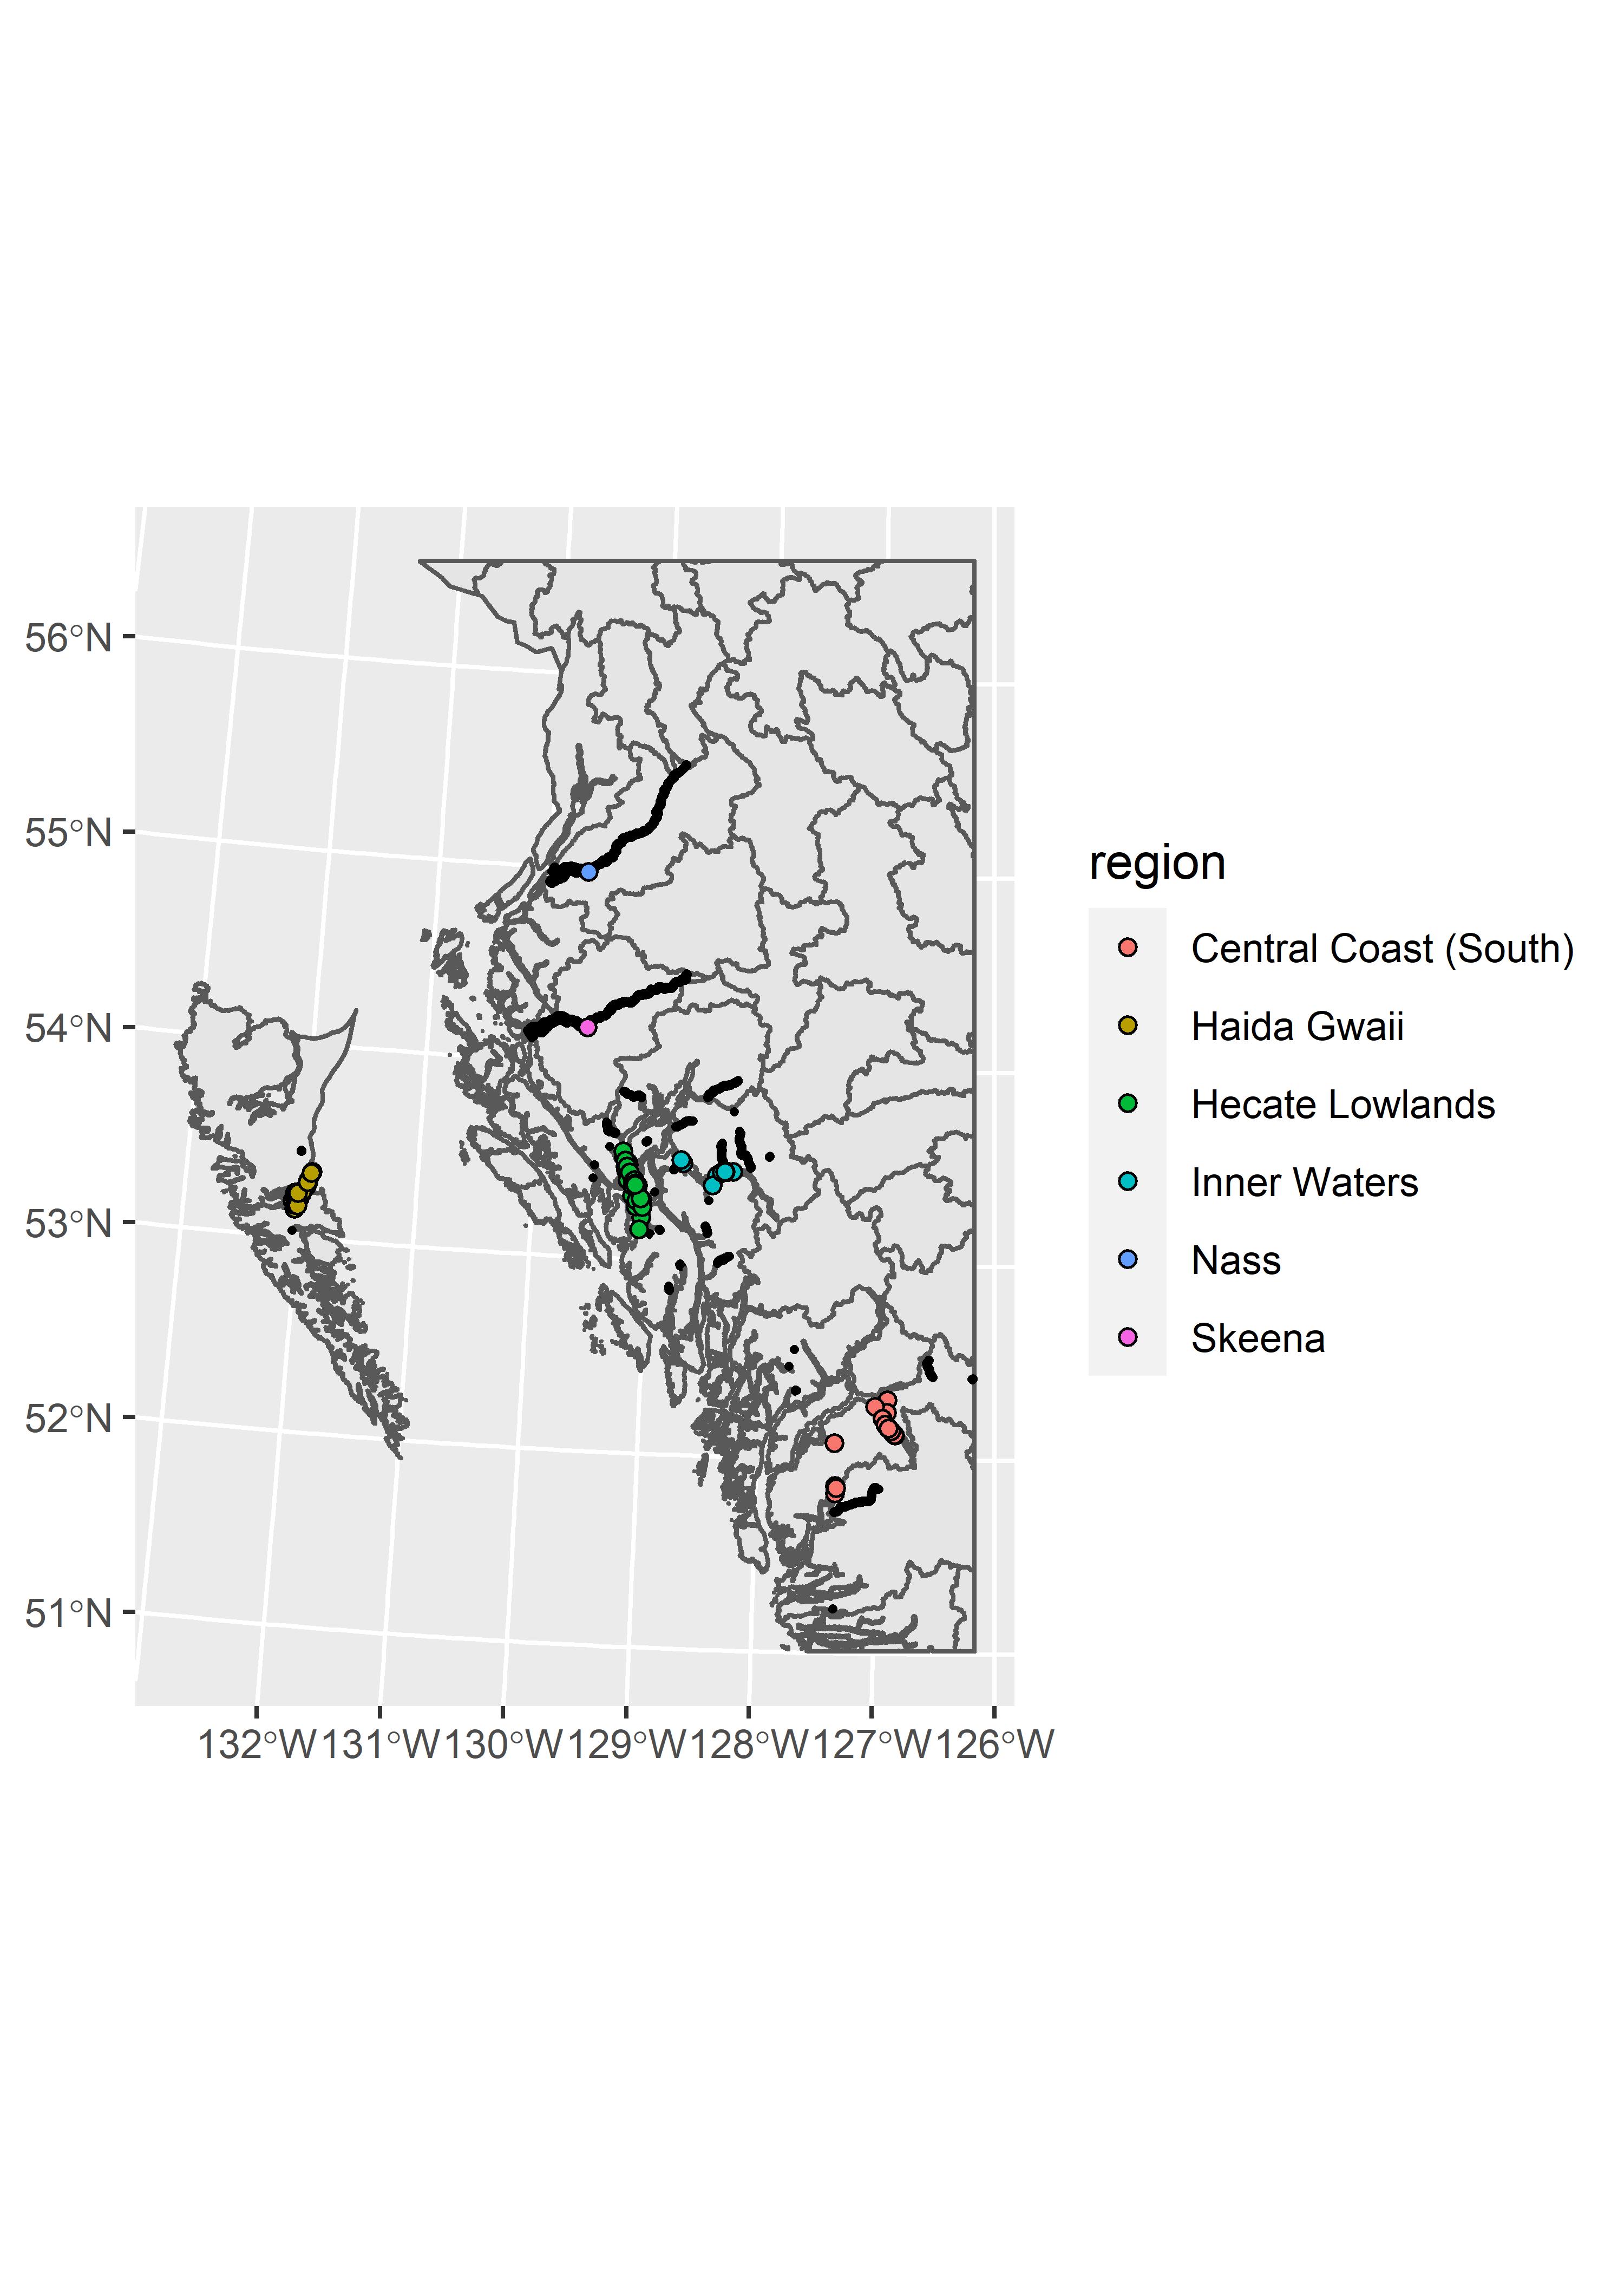 56°N
55°N
54°N
53°N
52°N
51°N
132°W 131°W 130°W 129°W 128°W 127°W 126°W
region
Central Coast (South)
Haida Gwaii
Hecate Lowlands
Inner Waters
Nass
Skeena